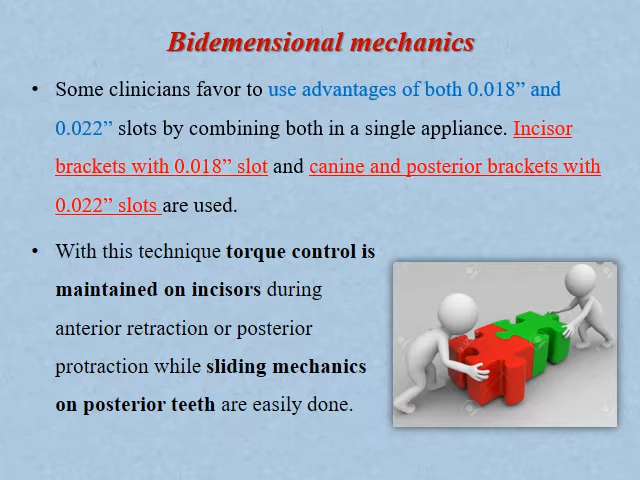 Bidemensional mechanics
• Some clinicians favor to use advantages of both 0.018” and
0.022” slots by combining both in a single appliance. Incisor
brackets with 0.018” slot and canine and posterior brackets with
0.022” slots are used.
• With this technique torque control is
maintained on incisors during
anterior retraction or posterior
protraction while sliding mechanics
on posterior teeth are easily done.